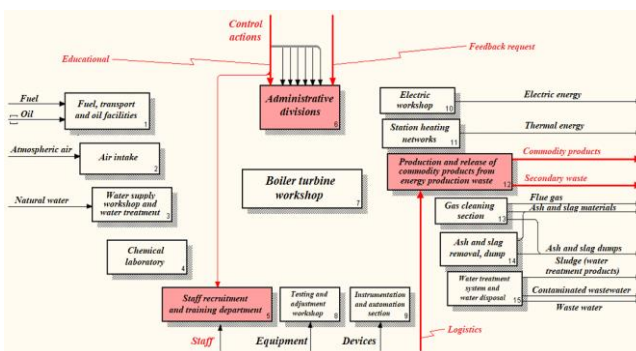 Control
actions
Educational
Feedback request
Administrative
divisions
6
Fuel
Oil
Fuel, transport
and oil facilities
1
Atmospheric air
Air intake
2
Natural water
Water supply
workshop and
water treatment
3
Chemical
laboratory
4
Boiler turbine
workshop
7
Electric
workshop
10
Electric energy
Station heating
networks
11
Thermal energy
Production and release of
commodity products from
energy production waste
12
Commodity products
Secondary waste
Gas cleaning
section
13
Flue gas
Ash and slag materials
Ash and slag
removal, dump
14
Ash and slag dumps
Sludge (water
treatment products)
Water treatment
system and
water disposal
15
Contaminated wastewater
Waste water
Staff recruitment
and training department
5
Testing and
adjustment
workshop
8
Instrumentation
and automation
section
9
Staff
Equipment
Devices
Logistics